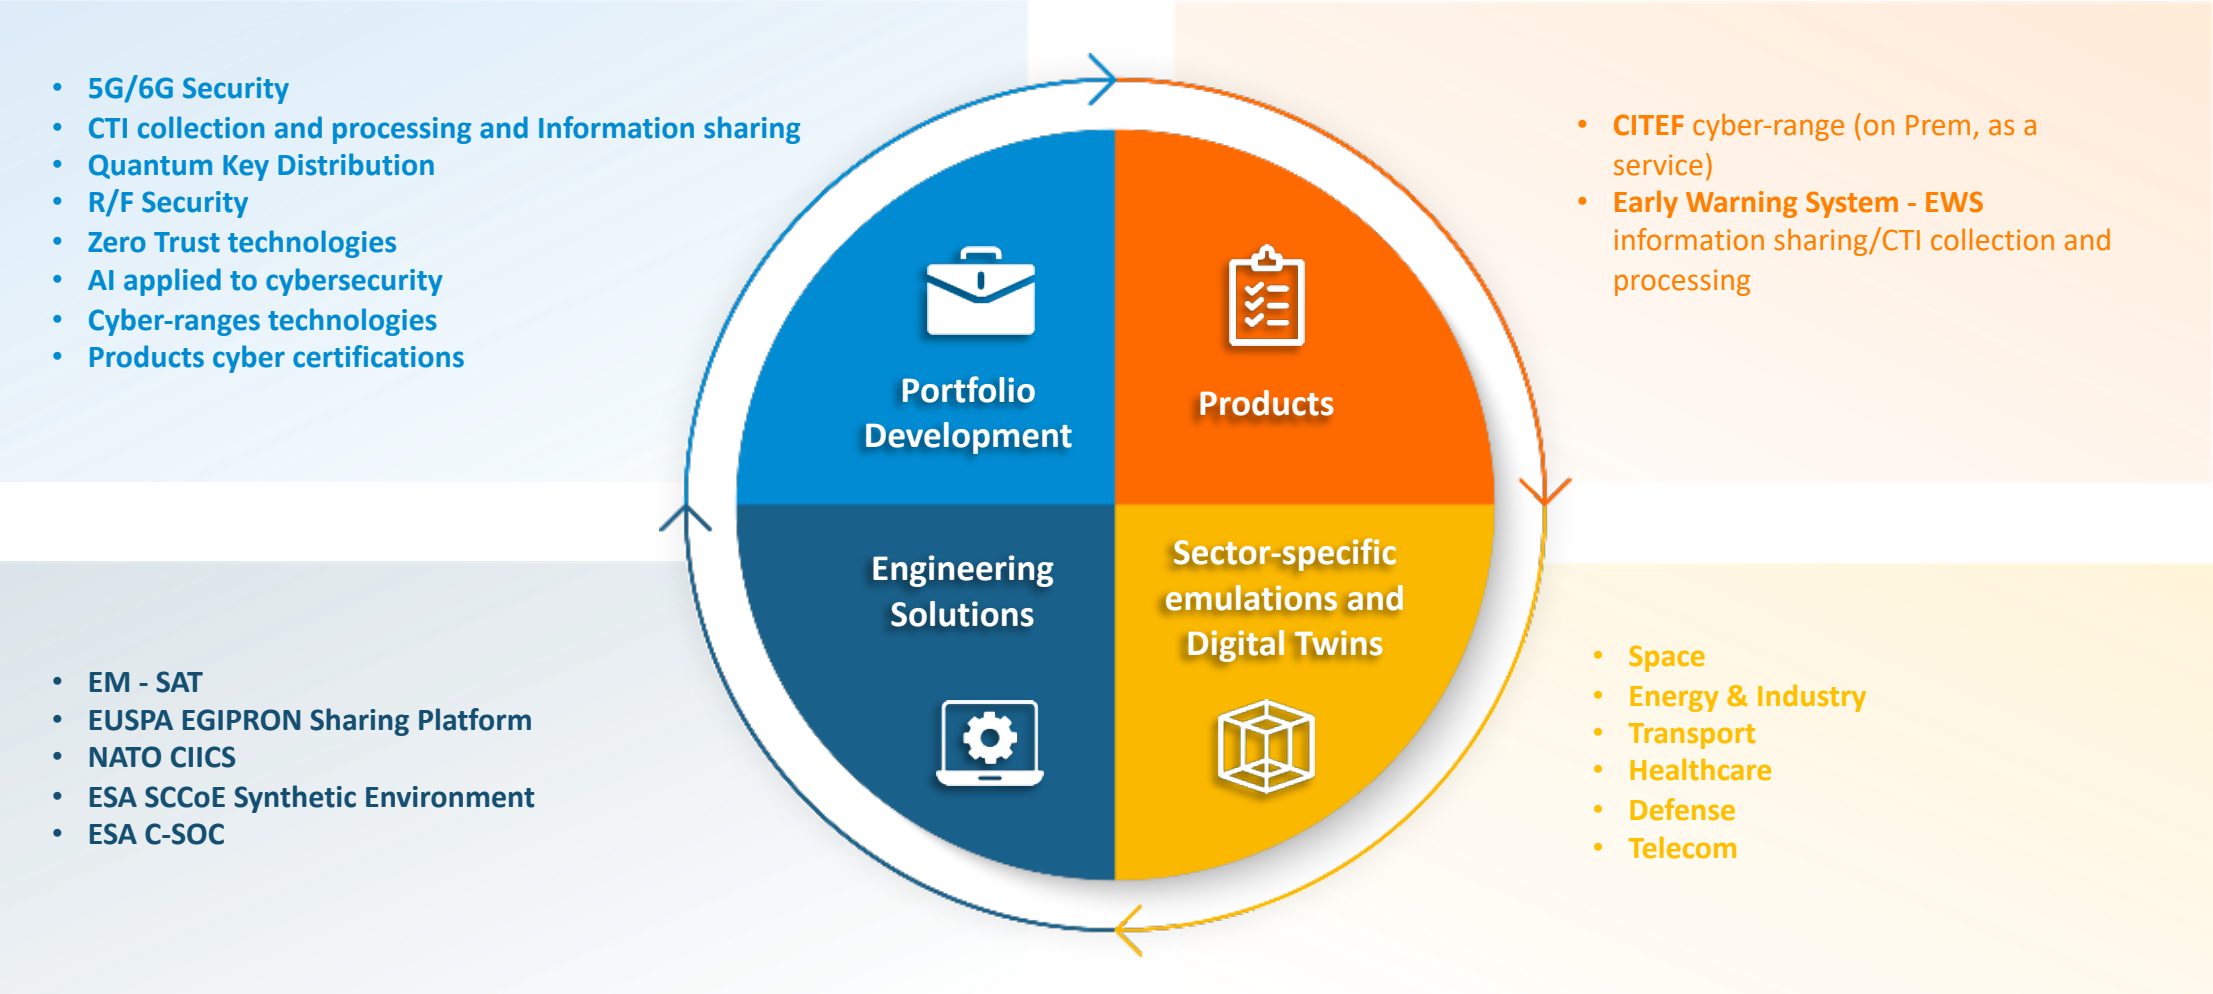 • 5G/6G Security
• CTI collection and processing and Information sharing
• Quantum Key Distribution
• R/F Security
• Zero Trust technologies
• AI applied to cybersecurity
• Cyber-ranges technologies
• Products cyber certifications
Portfolio
Development
Products
• CITEF cyber-range (on Prem, as a
service)
• Early Warning System - EWS
information sharing/CTI collection and
processing
Engineering
Solutions
Sector-specific
emulations and
Digital Twins
• EM - SAT
• EUSPA EGIPRON Sharing Platform
• NATO CIICS
• ESA SCCoE Synthetic Environment
• ESA C-SOC
• Space
• Energy & Industry
• Transport
• Healthcare
• Defense
• Telecom